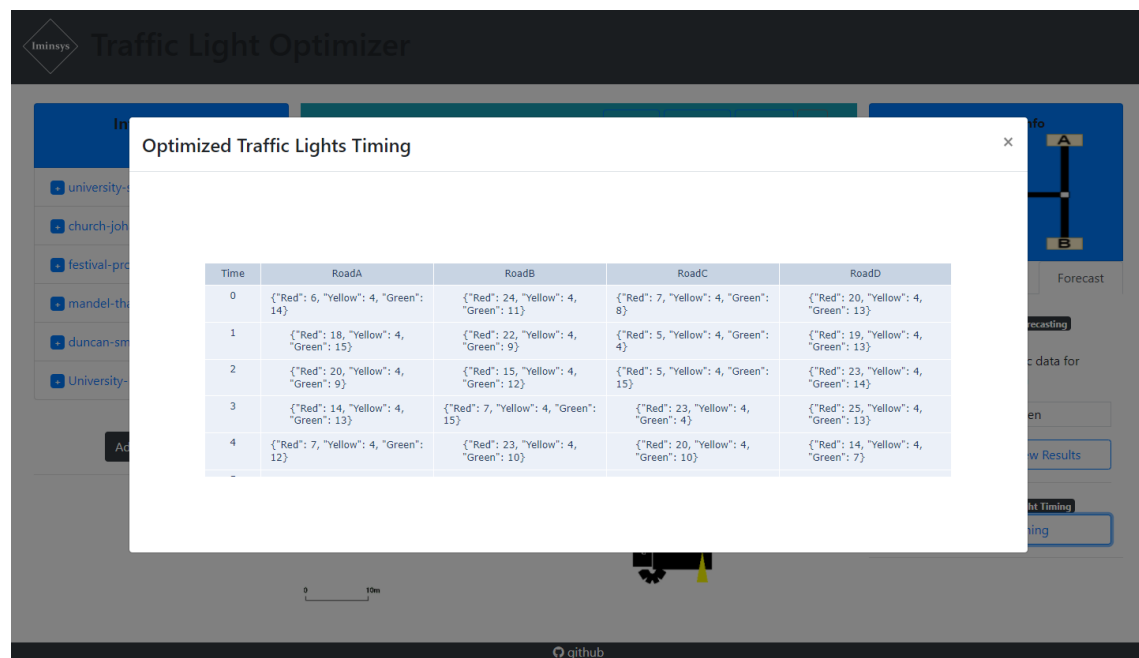 Iminsys
Traffic Light Optimizer
In
nfo
A
Optimized Traffic Lights Timing
×
university-s
church-joh
B
festival-pro
Forecast
Time RoadA RoadB RoadC RoadD
0 {"Red": 6, "Yellow": 4, "Green": {"Red": 24, "Yellow": 4, {"Red": 7, "Yellow": 4, "Green": {"Red": 20, "Yellow": 4,
14} "Green": 11} 8} "Green": 13}
mandel-tha
recasting
1 {"Red": 18, "Yellow": 4, {"Red": 22, "Yellow": 4, {"Red": 5, "Yellow": 4, "Green": {"Red": 19, "Yellow": 4,
"Green": 15} "Green": 9} 4} "Green": 13}
duncan-sm
c data for
2 {"Red": 20, "Yellow": 4, {"Red": 15, "Yellow": 4, {"Red": 5, "Yellow": 4, "Green": {"Red": 23, "Yellow": 4,
"Green": 9} "Green": 12} 15} "Green": 14}
University-
3 {"Red": 14, "Yellow": 4, {"Red": 7, "Yellow": 4, "Green": {"Red": 23, "Yellow": 4, {"Red": 25, "Yellow": 4,
"Green": 13} 15} "Green": 4} "Green": 13}
en
4 {"Red": 7, "Yellow": 4, "Green": {"Red": 23, "Yellow": 4, {"Red": 20, "Yellow": 4, {"Red": 14, "Yellow": 4,
12} "Green": 10} "Green": 10} "Green": 7}
Ad
ew Results
ht Timing
ning
0 10m
github